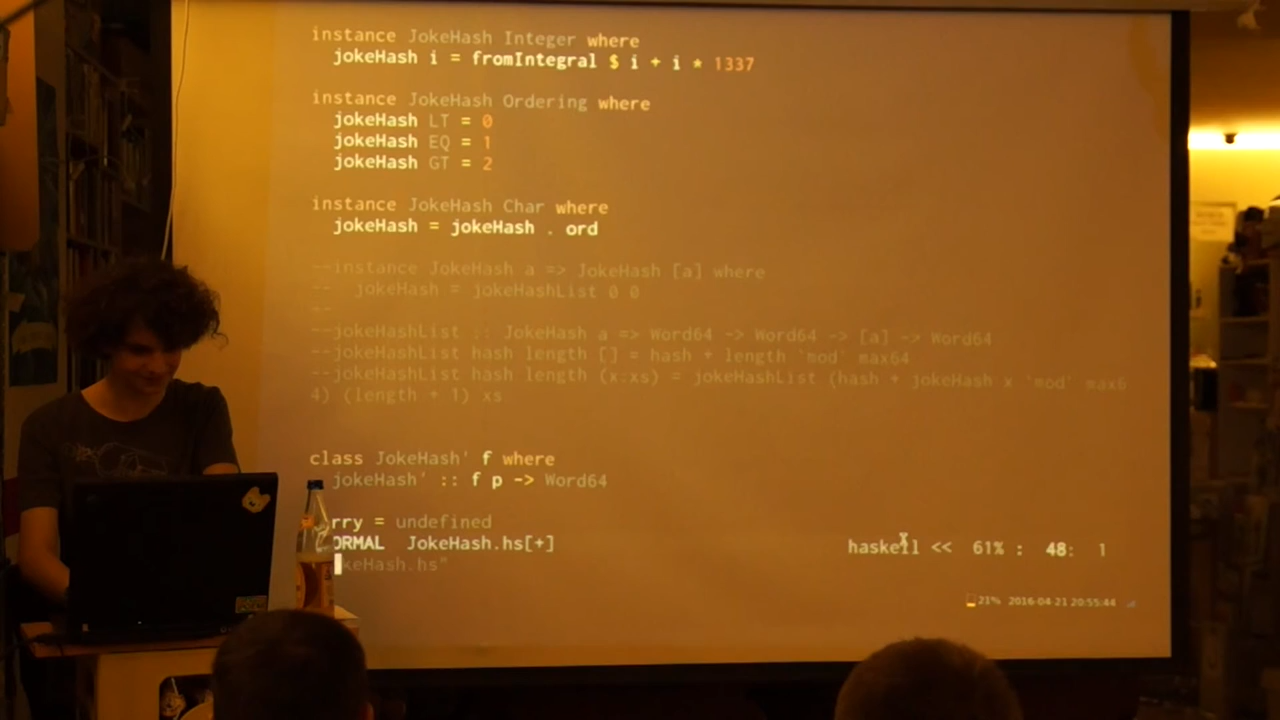 instance JokeHash Integer where
jokeHash i = fromIntegral $ i + i * 1337
instance JokeHash Ordering where
jokeHash LT = 0
jokeHash EQ = 1
jokeHash GT = 2
instance JokeHash Char where
jokeHash = jokeHash . ord
--instance JokeHash a => JokeHash [a] where
--  jokeHash = jokeHashList 0 0
--
--jokeHashList :: JokeHash a => Word64 -> Word64 -> [a] -> Word64
--jokeHashList hash length [] = hash + length `mod` max64
--jokeHashList hash length (x:xs) = jokeHashList (hash + jokeHash x `mod` max6
4) (length + 1) xs
class JokeHash' f where
jokeHash' :: f p -> Word64
rry = undefined
ORMAL JokeHash.hs[+] haskell << 61% : 48: 1
keHash.hs"
21% 2016-04-21 20:55:44